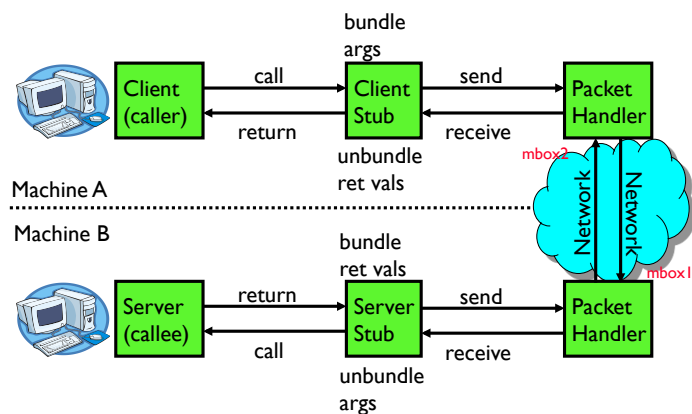 bundle
args
Client
(caller)
call
return
Client
Stub
send
receive
Packet
Handler
unbundle
ret vals
mbox2
Machine A
Network
Network
Machine B
mbox1
bundle
ret vals
Server
(callee)
return
call
Server
Stub
send
receive
Packet
Handler
unbundle
args